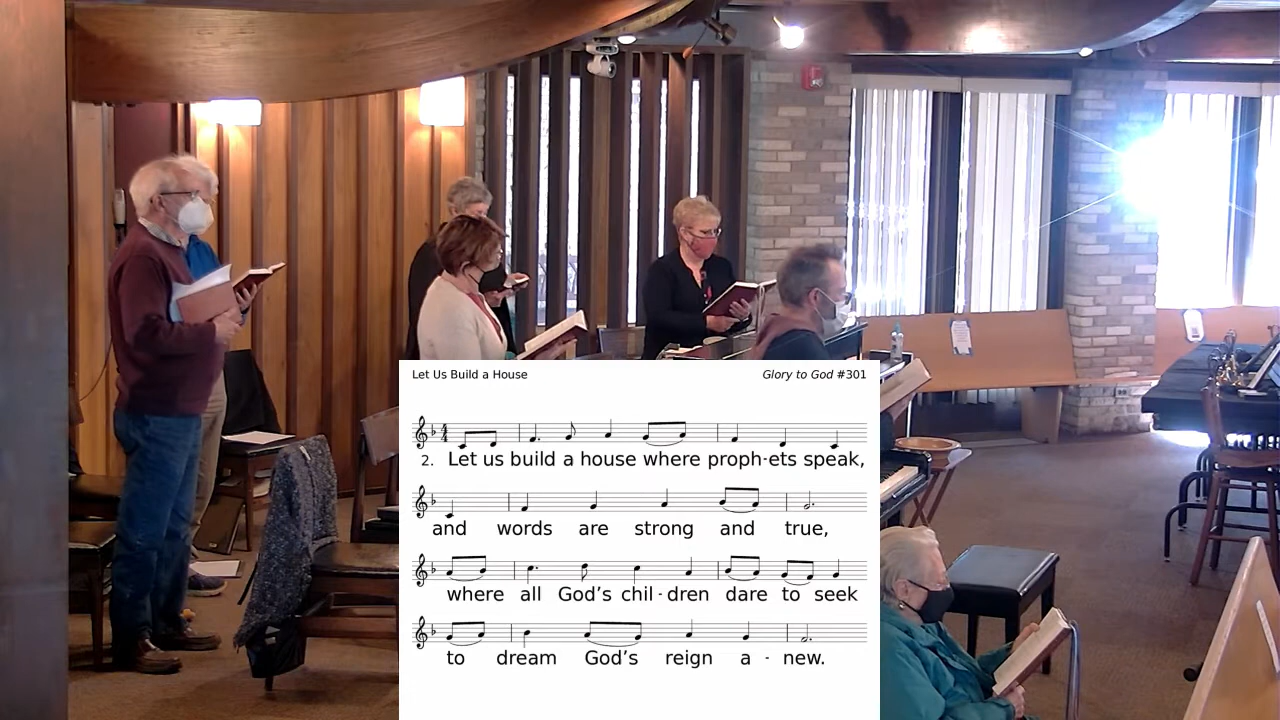 Let Us Build a House
Glory to God #301
2. Let us build a house where proph-ets speak,
and words are strong and true,
where all God’s chil-dren dare to seek
to dream God’s reign a-new.